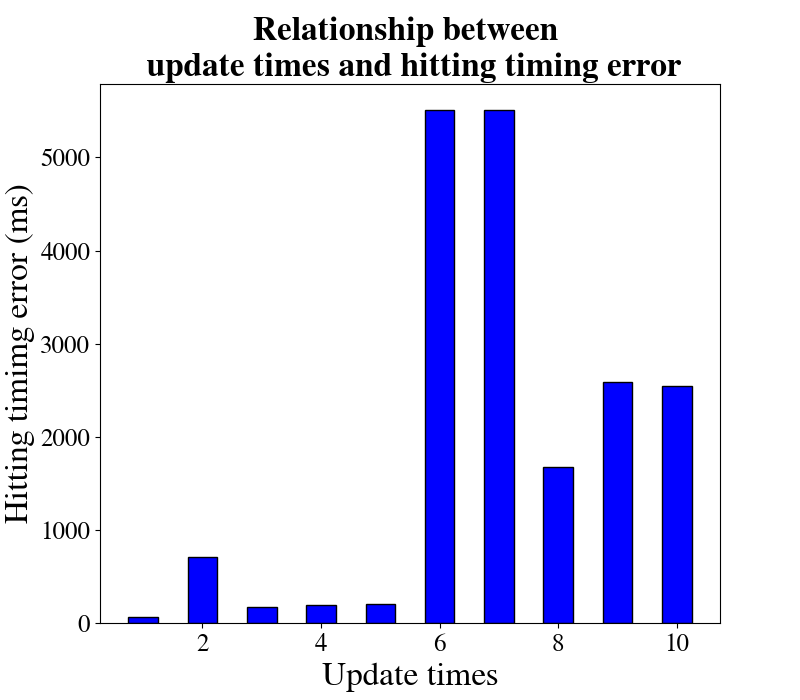 Relationship between
update times and hitting timing error
Hitting timimg error (ms)
5000
4000
3000
2000
1000
0
2
4
6
8
10
Update times